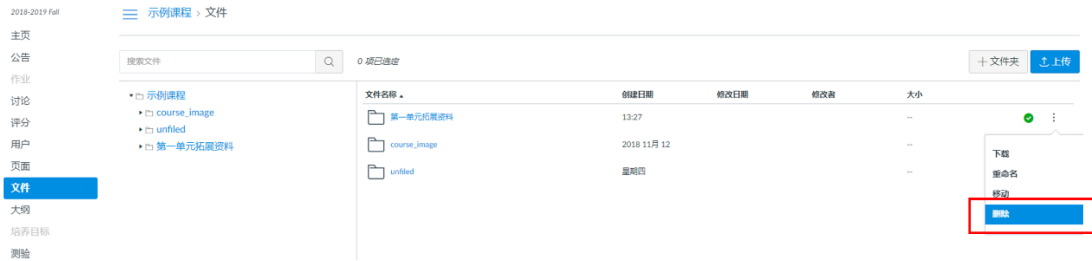 2018-2019 Fall
示例课程 › 文件
主页
公告
作业
讨论
评分
用户
页面
文件
大纲
培养目标
测验
搜索文件
0 项已选定
+文件夹
上传
示例课程
course_image
unfiled
第一单元拓展资料
文件名称 创建日期 修改日期 修改者 大小
第一单元拓展资料 13:27 --
course_image 2018 11月 12 --
unfiled 星期四 --
下载
重命名
移动
删除